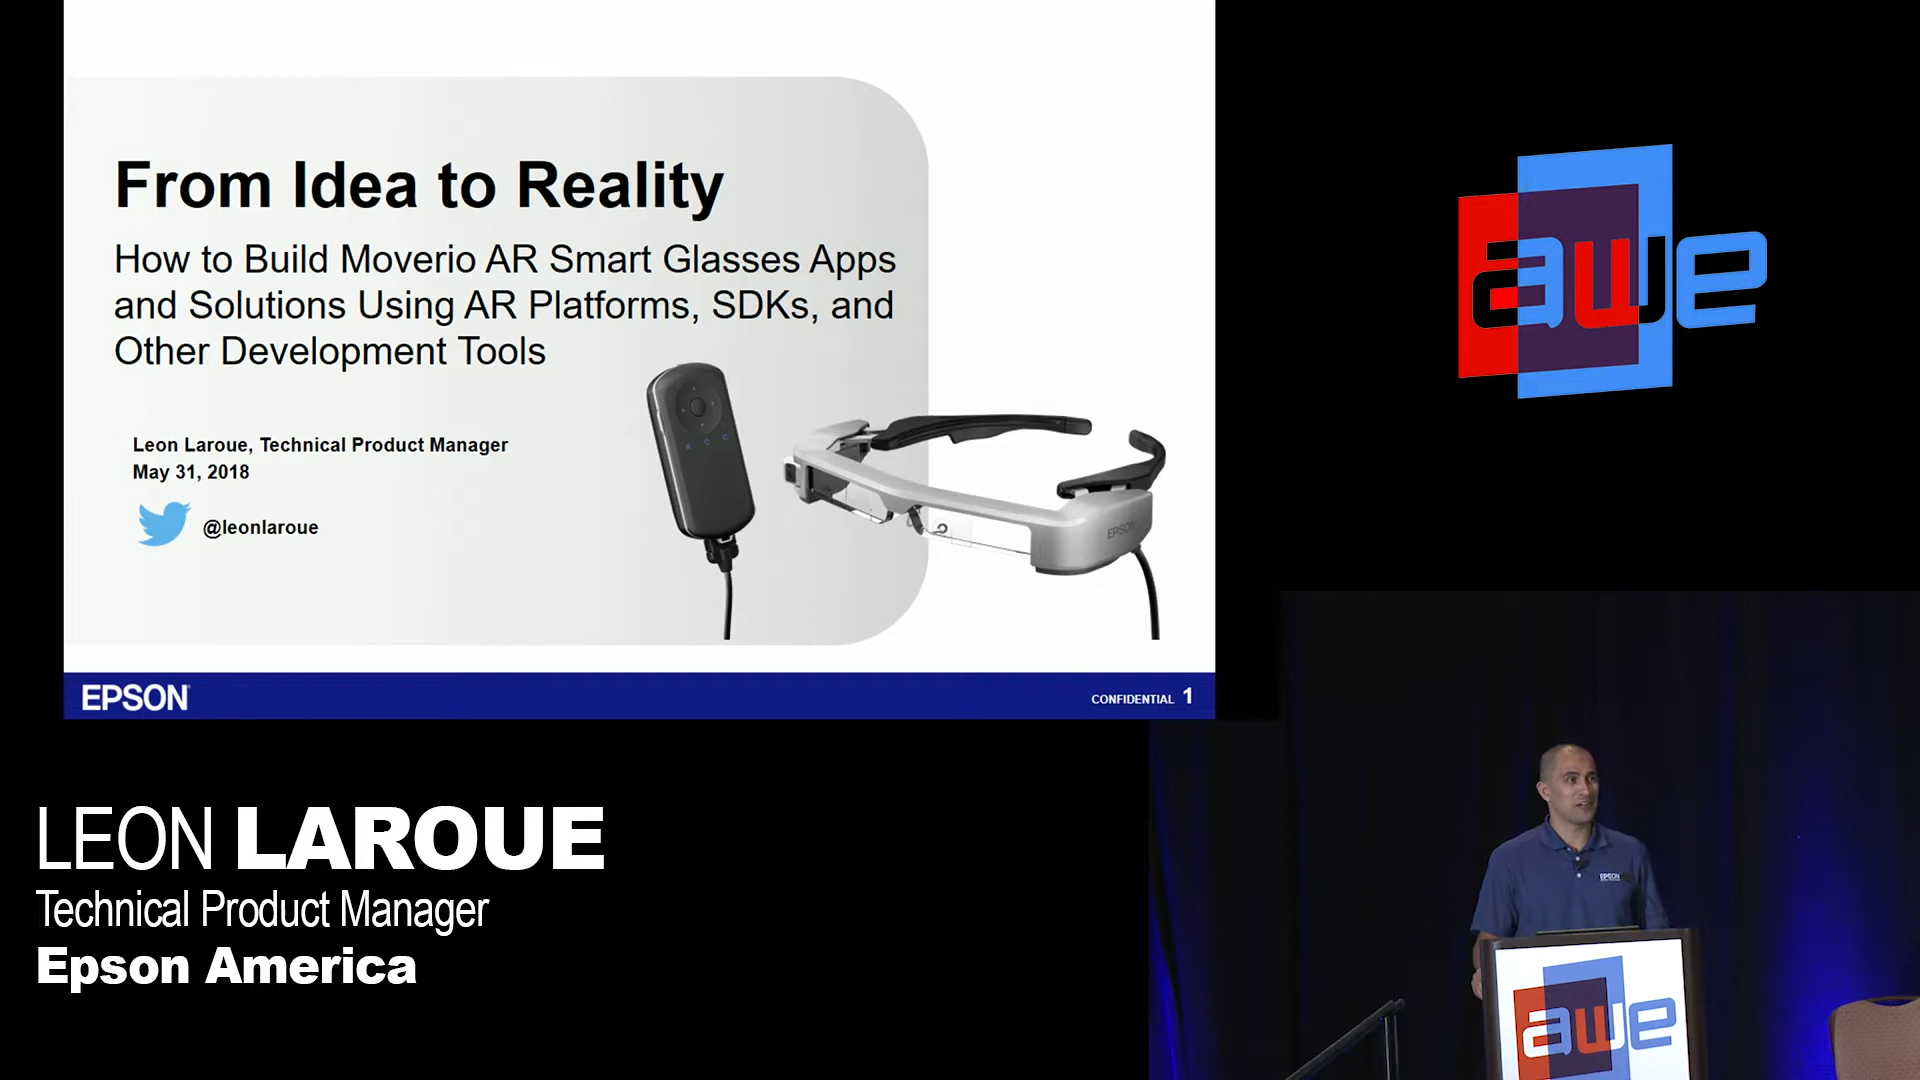 From Idea to Reality
How to Build Moverio AR Smart Glasses Apps
and Solutions Using AR Platforms, SDKs, and
Other Development Tools
Leon Laroue, Technical Product Manager
May 31, 2018
@leonlaroue
EPSON
EPSON
CONFIDENTIAL 1
awe
LEON LAROUE
Technical Product Manager
Epson America
EPSON
awe